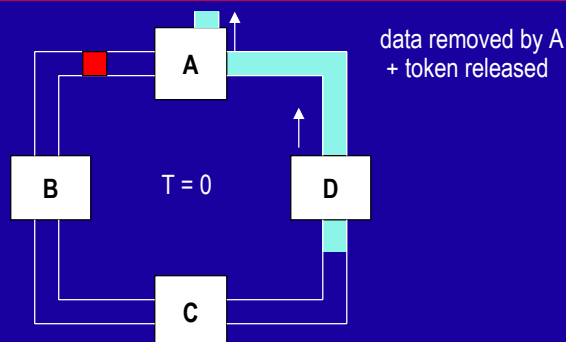 A
data removed by A
+ token released
B
T = 0
D
C